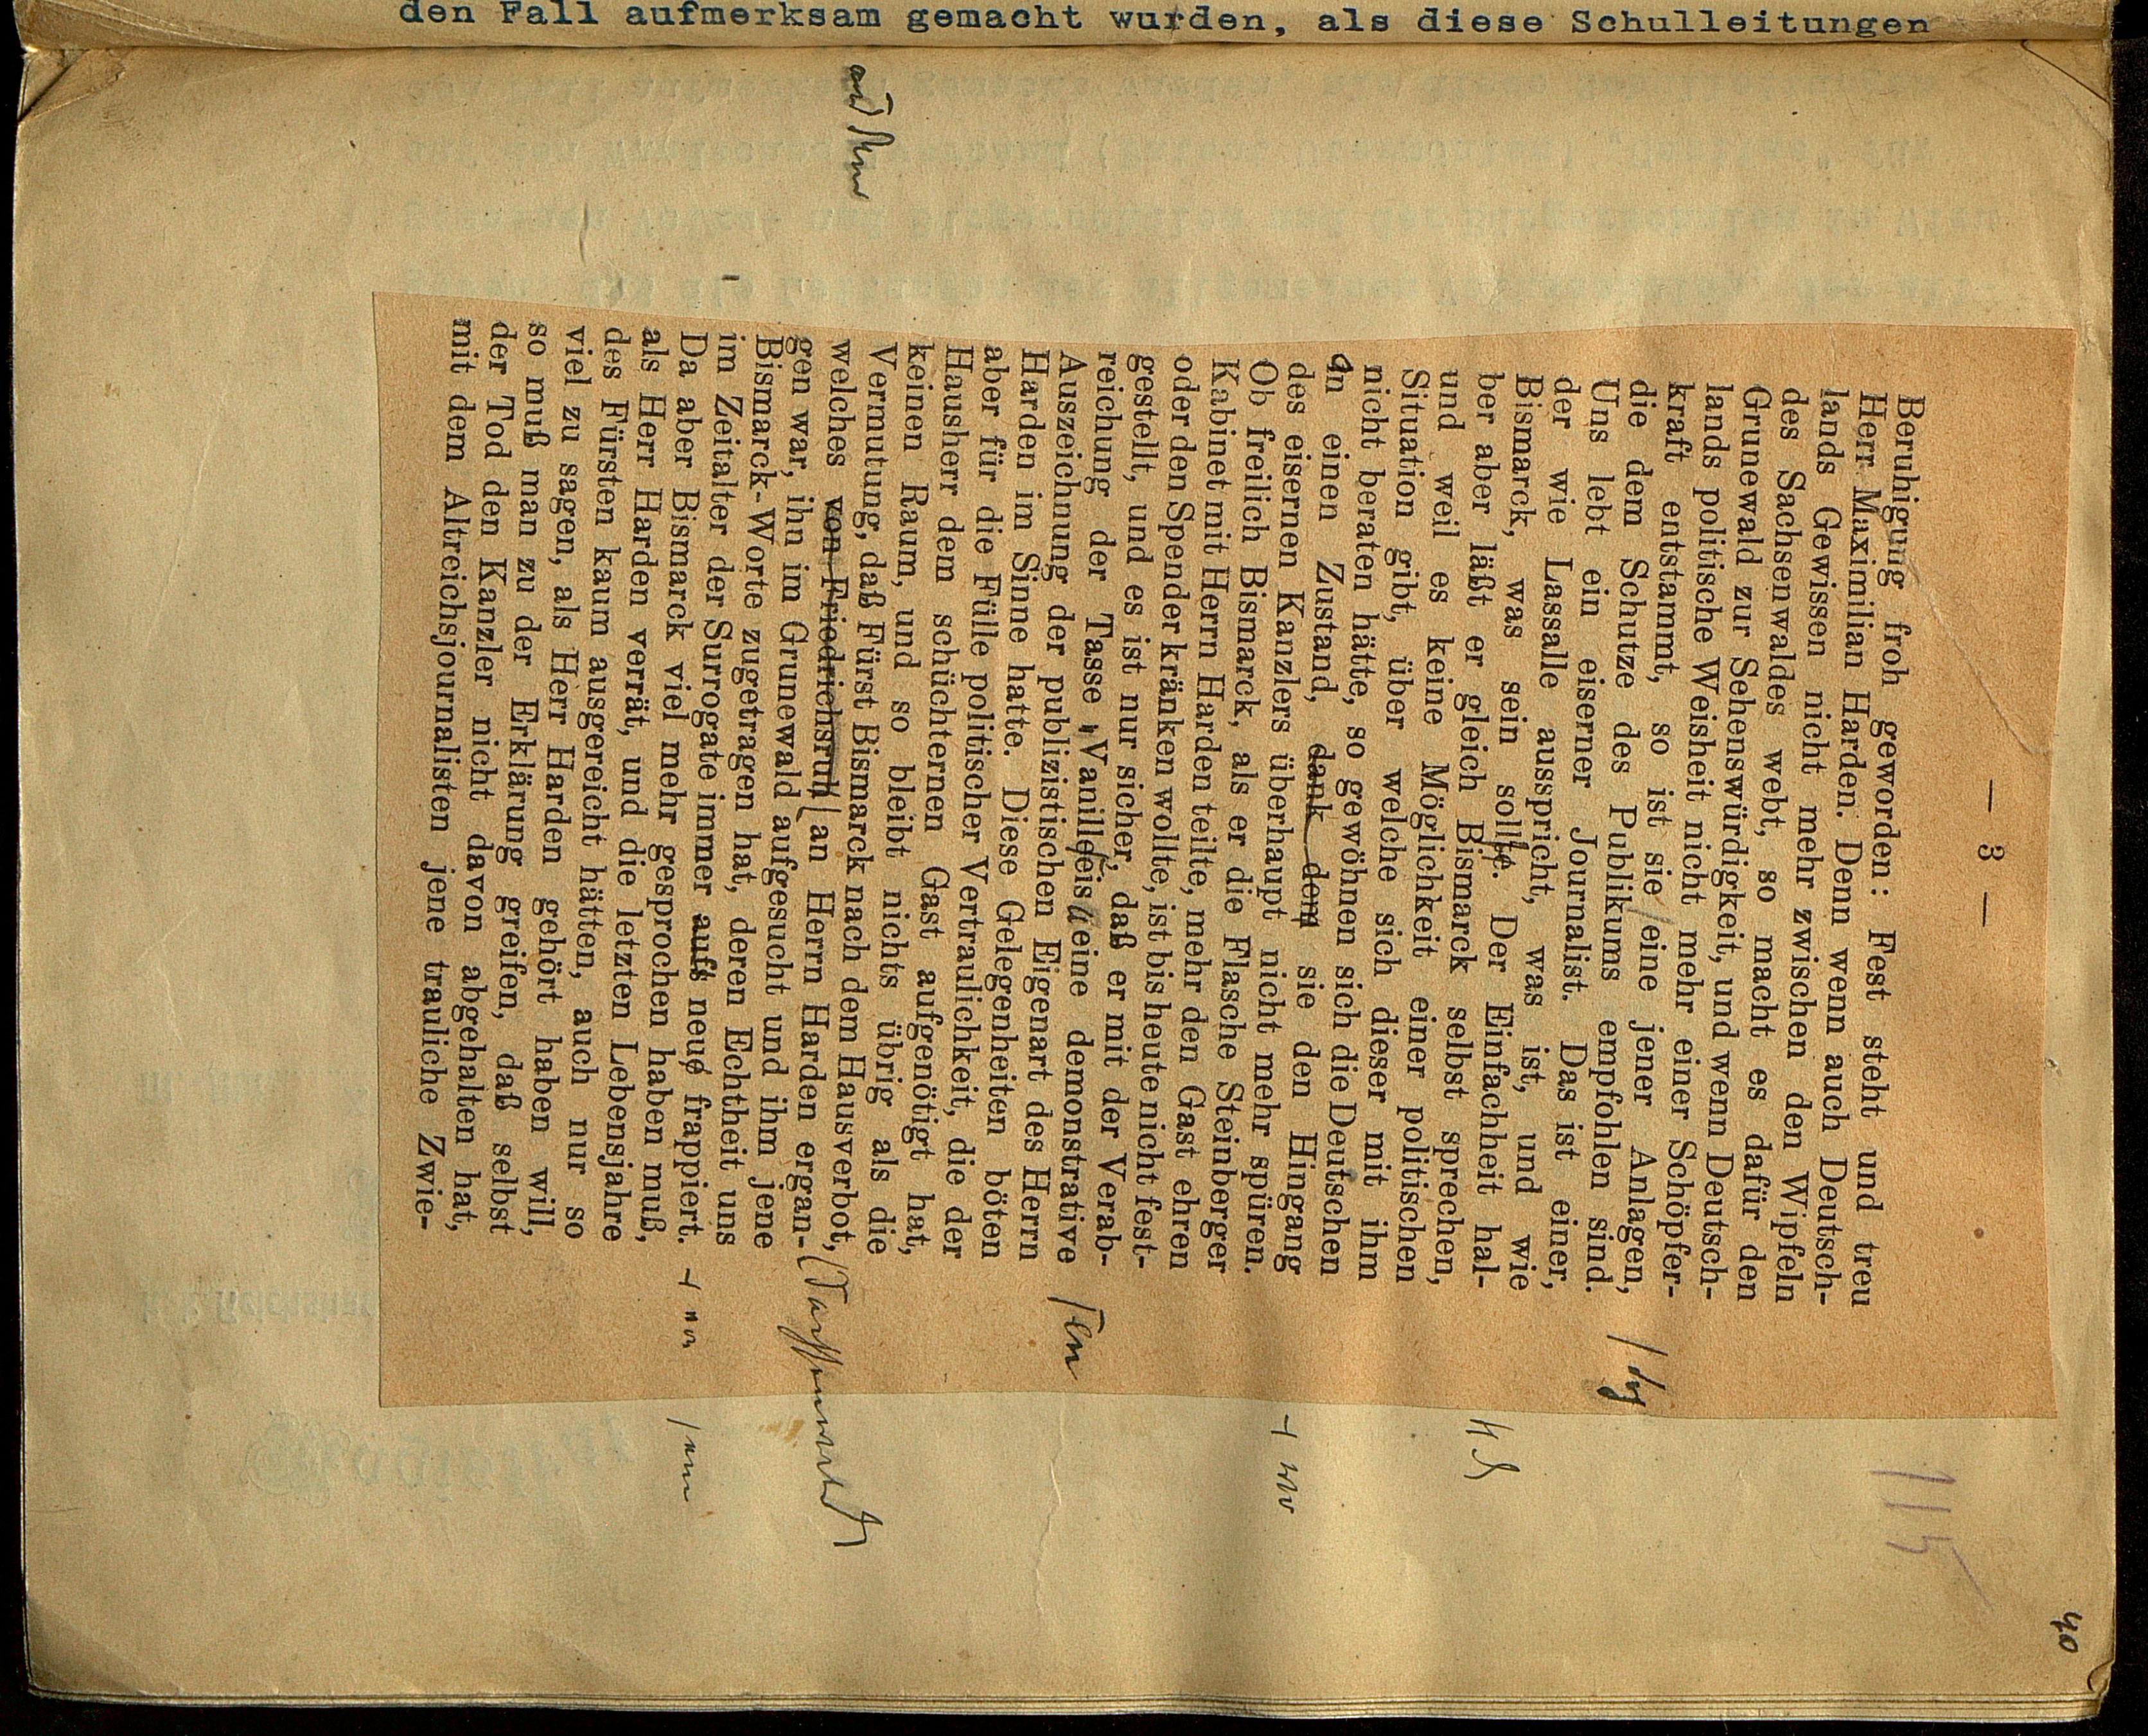 den Fall aufmerksam gemacht wurden, als diese Schulleitungen
40
115
— 3 —
Beruhigung froh geworden: Fest steht und treu
Herr Maximilian Harden. Denn wenn auch Deutsch-
lands Gewissen nicht mehr zwischen den Wipfeln
des Sachsenwaldes webt, so macht es dafür den
Grunewald zur Sehenswürdigkeit, und wenn Deutsch-
lands politische Weisheit nicht mehr einer Schöpfer-
kraft entstammt, so ist sie eine jener Anlagen,
die dem Schutze des Publikums empfohlen sind.
Uns lebt ein eiserner Journalist. Das ist einer,
der wie Lassalle ausspricht, was ist, und wie
Bismarck, was sein sollte. Der Einfachheit hal-
ber aber läßt er gleich Bismarck selbst sprechen,
und weil es keine Möglichkeit einer politischen
Situation gibt, über welche sich dieser mit ihm
nicht beraten hätte, so gewöhnen sich die Deutschen
an einen Zustand, dank dem sie den Hingang
des eisernen Kanzlers überhaupt nicht mehr spüren.
Ob freilich Bismarck, als er die Flasche Steinberger
Kabinet mit Herrn Harden teilte, mehr den Gast ehren
oder den Spender kränken wollte, ist bis heute nicht fest-
gestellt, und es ist nur sicher, daß er mit der Verab-
reichung der Tasse Vanilleeis eine demonstrative
Auszeichnung der publizistischen Eigenart des Herrn
Harden im Sinne hatte. Diese Gelegenheiten böten
aber für die Fülle politischer Vertraulichkeit, die der
Hausherr dem schüchternen Gast aufgenötigt hat,
keinen Raum, und so bleibt nichts übrig als die
Vermutung, daß Fürst Bismarck nach dem Hausverbot,
welches von Friedrichsruh an Herrn Harden ergan-
gen war, ihn im Grunewald aufgesucht und ihm jene
Bismarck-Worte zugetragen hat, deren Echtheit uns
im Zeitalter der Surrogate immer aufs neue frappiert.
Da aber Bismarck viel mehr gesprochen haben muß,
als Herr Harden verrät, und die letzten Lebensjahre
des Fürsten kaum ausgereicht hätten, auch nur so
viel zu sagen, als Herr Harden gehört haben will,
so muß man zu der Erklärung greifen, daß selbst
der Tod den Kanzler nicht davon abgehalten hat,
mit dem Altreichsjournalisten jene trauliche Zwie-